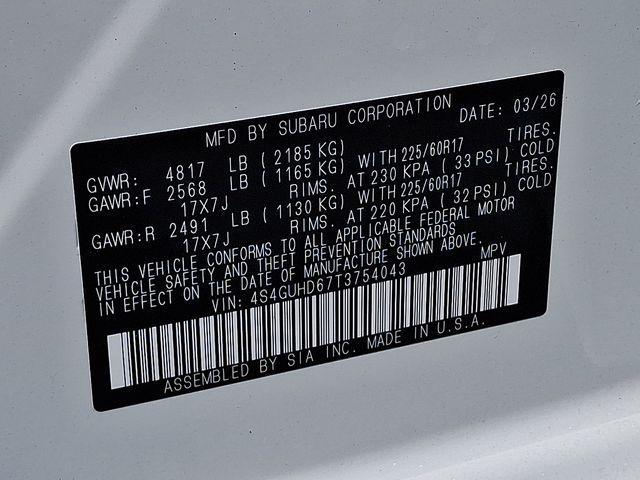 MFD BY SUBARU CORPORATION DATE: 03/26
GVWR: 4817 LB (2185 KG)
GAWR:F 2568 LB (1165 KG) WITH 225/60R17 TIRES.
17X7J RIMS. AT 230 KPA (33 PSI) COLD
GAWR:R 2491 LB (1130 KG) WITH 225/60R17 TIRES.
17X7J RIMS. AT 220 KPA (32 PSI) COLD
THIS VEHICLE CONFORMS TO ALL APPLICABLE FEDERAL MOTOR
VEHICLE SAFETY AND THEFT PREVENTION STANDARDS
IN EFFECT ON THE DATE OF MANUFACTURE SHOWN ABOVE.
VIN: 4S4GUHD67T3754043 MPV
ASSEMBLED BY SIA INC. MADE IN U.S.A.